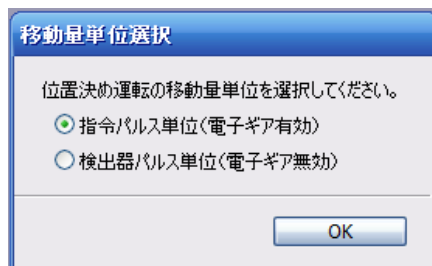 移動量単位選択
位置決め運転の移動量単位を選択してください。
指令パルス単位(電子ギア有効)
検出器パルス単位(電子ギア無効)
OK